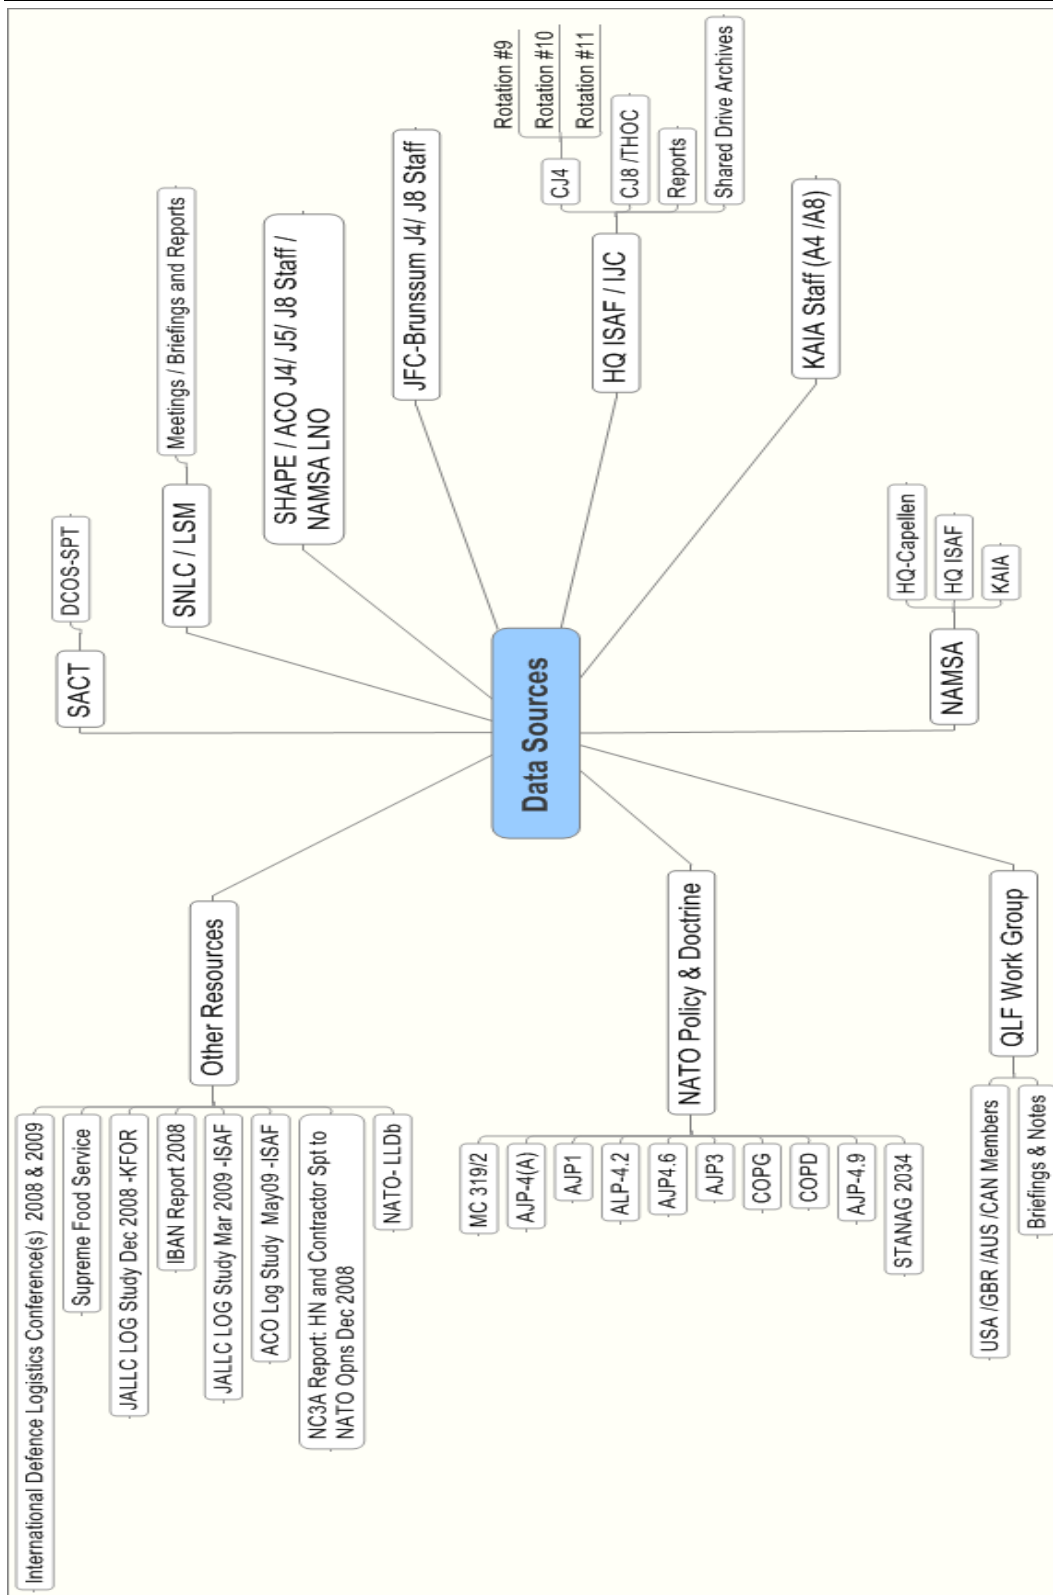 Data Sources
SACT
DCOS-SPT
SNLC / LSM
Meetings / Briefings and Reports
SHAPE / ACO J4/ J5/ J8 Staff /
NAMSA LNO
JFC-Brunssum J4/ J8 Staff
HQ ISAF / IJC
CJ4
Rotation #9
Rotation #10
Rotation #11
CJ8 /THOC
Reports
Shared Drive Archives
KAIA Staff (A4 /A8)
NAMSA
HQ-Capellen
HQ ISAF
KAIA
Other Resources
International Defence Logistics Conference(s) 2008 & 2009
Supreme Food Service
JALLC LOG Study Dec 2008 -KFOR
IBAN Report 2008
JALLC LOG Study Mar 2009 -ISAF
ACO Log Study May09 -ISAF
NC3A Report: HN and Contractor Spt to
NATO Opns Dec 2008
NATO- LLDb
NATO Policy & Doctrine
MC 319/2
AJP-4(A)
AJP1
ALP-4.2
AJP4.6
AJP3
COPG
COPD
AJP-4.9
STANAG 2034
QLF Work Group
USA /GBR /AUS /CAN Members
Briefings & Notes